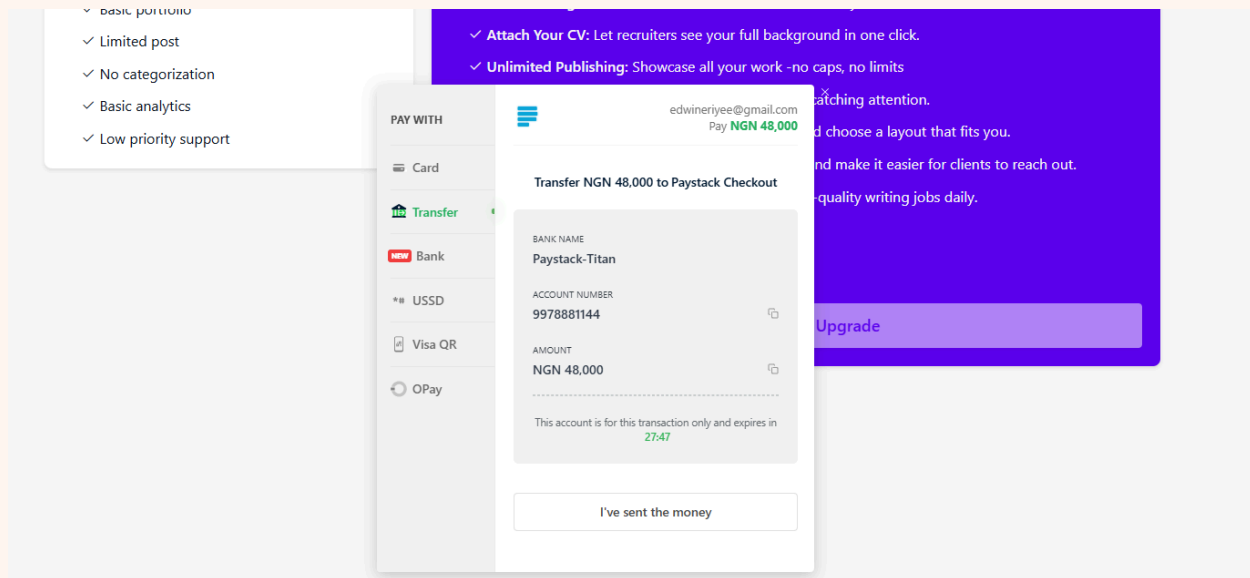 Basic portfolio
Limited post
No categorization
Basic analytics
Low priority support
Attach Your CV: Let recruiters see your full background in one click.
Unlimited Publishing: Showcase all your work -no caps, no limits
catching attention.
d choose a layout that fits you.
nd make it easier for clients to reach out.
-quality writing jobs daily.
Upgrade
PAY WITH
Card
Transfer
NEW Bank
*# USSD
Visa QR
OPay
edwineriyee@gmail.com
Pay NGN 48,000
Transfer NGN 48,000 to Paystack Checkout
BANK NAME
Paystack-Titan
ACCOUNT NUMBER
9978881144
AMOUNT
NGN 48,000
This account is for this transaction only and expires in
27:47
I've sent the money